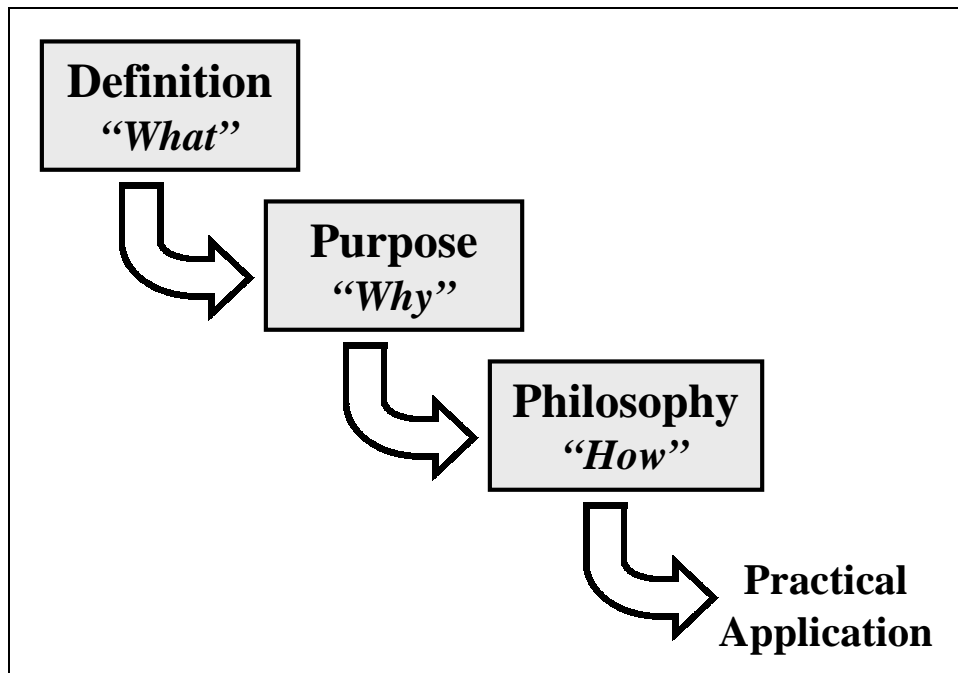 Definition
“What”
Purpose
“Why”
Philosophy
“How”
Practical
Application